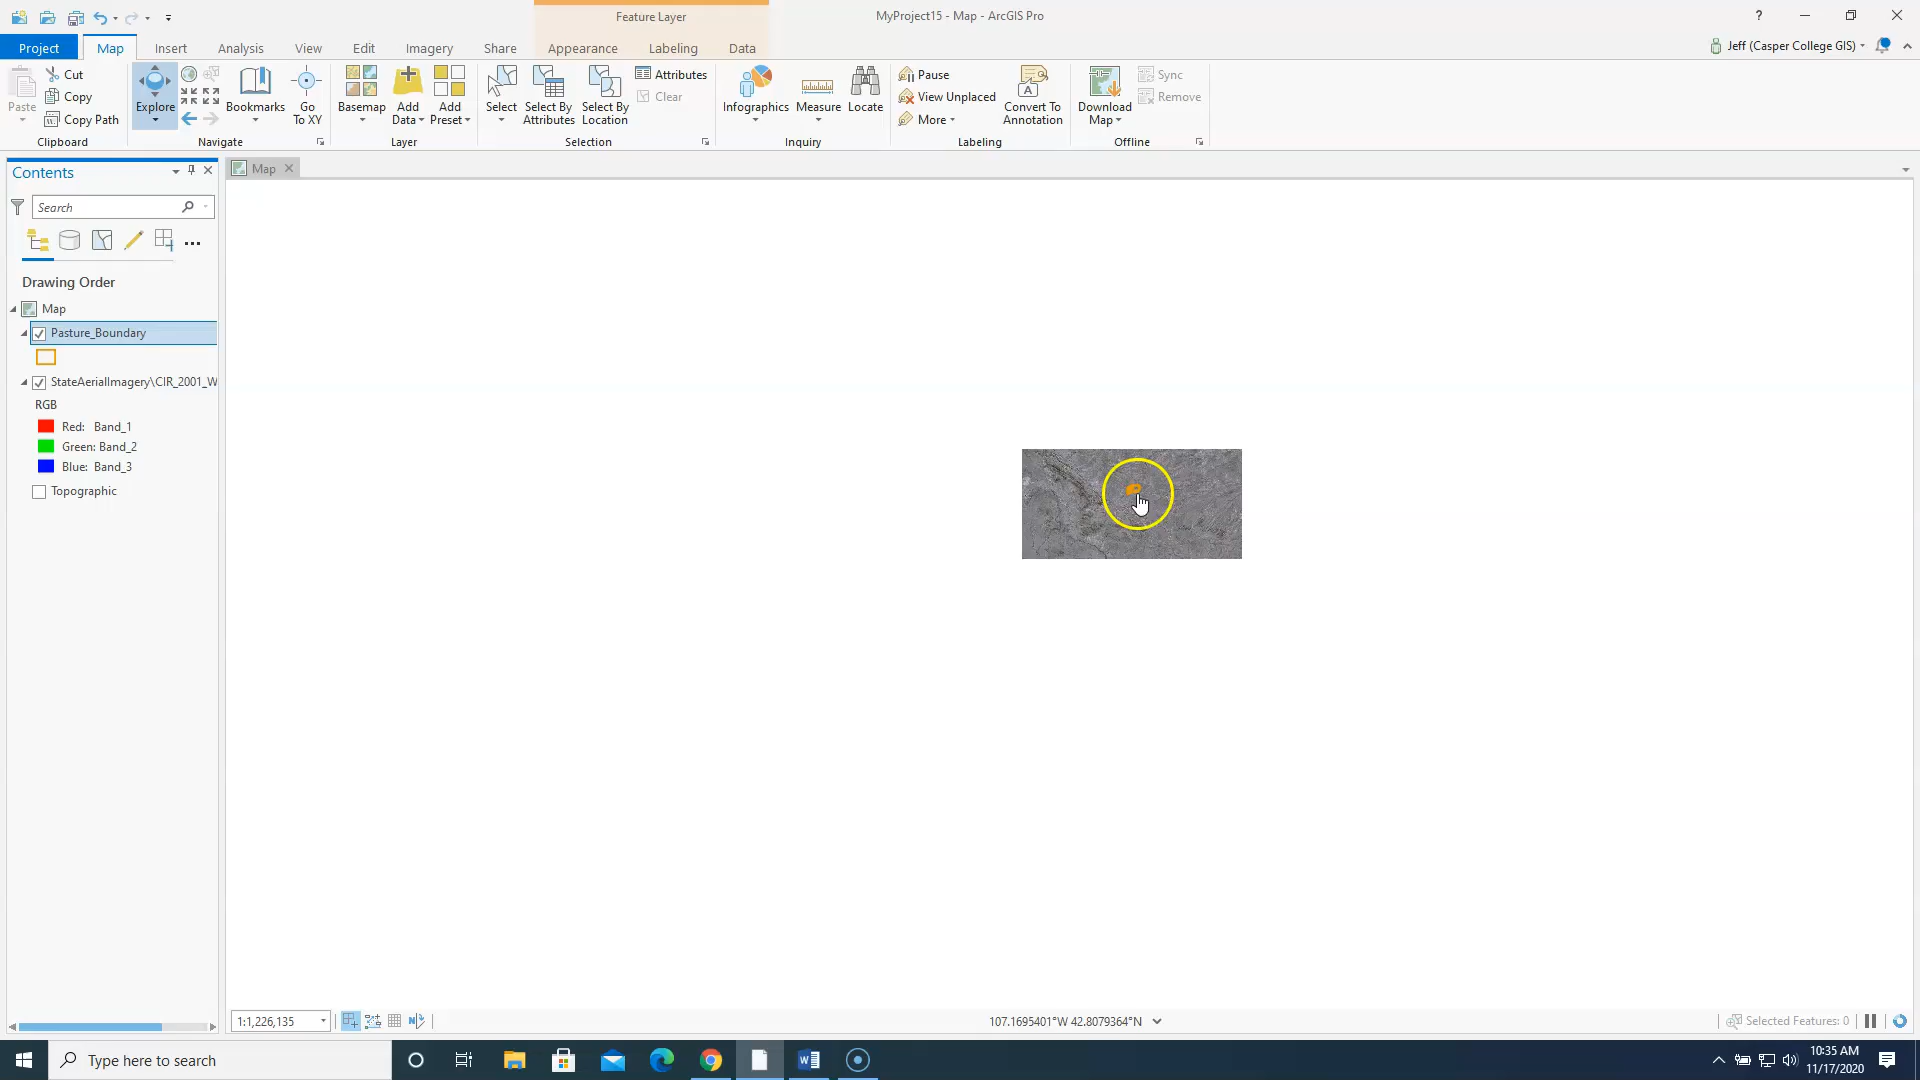 Feature Layer
MyProject15 - Map - ArcGIS Pro
?
Project
Map
Insert
Analysis
View
Edit
Imagery
Share
Appearance
Labeling
Data
Jeff (Casper College GIS)
Paste
Cut
Copy
Copy Path
Clipboard
Explore
Bookmarks
Go
To XY
Navigate
Basemap
Add
Data
Add
Preset
Layer
Select
Select By
Attributes
Select By
Location
Attributes
Clear
Selection
Infographics
Measure
Locate
Inquiry
Pause
View Unplaced
More
Convert To
Annotation
Labeling
Download
Map
Sync
Remove
Offline
Contents
Map
Search
Drawing Order
Map
Pasture_Boundary
StateAerialImagery\CIR_2001_W
RGB
Red: Band_1
Green: Band_2
Blue: Band_3
Topographic
1:1,226,135
107.1695401°W 42.8079364°N
Selected Features: 0
Type here to search
10:35 AM
11/17/2020